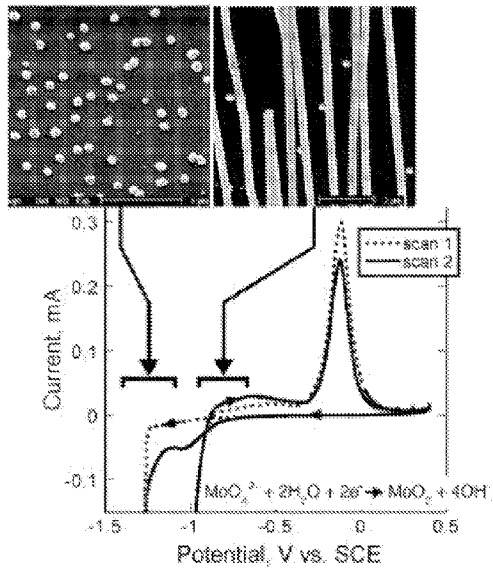 scan 1
scan 2
0.3
0.2
0.1
0
-0.1
Current, mA
MoO₄²⁻ + 2H₂O + 2e⁻ → MoO₂ + 4OH⁻
-1.5
-1
-0.5
0
0.5
Potential, V vs. SCE